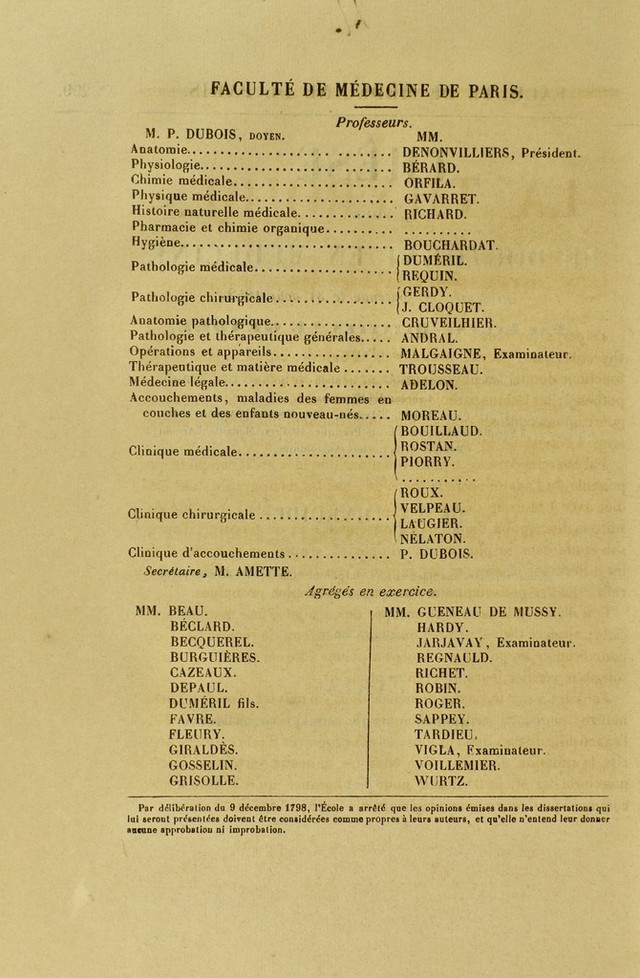 FACULTÉ DE MÉDECINE DE PARIS.
Professeurs.
M. P. DUBOIS, DOYEN. MM.
Anatomie........................ DENONVILLIERS, Président.
Physiologie........................ BÉRARD.
Chimie médicale........................ ORFILA.
Physique médicale...................... GAVARRET.
Histoire naturelle médicale.............. RICHARD.
Pharmacie et chimie organique.......... ..........
Hygiène.............................. BOUCHARDAT.
Pathologie médicale.................... {DUMÉRIL.
REQUIN.
Pathologie chirurgicale.................. {GERDY.
J. CLOQUET.
Anatomie pathologique.................. CRUVEILHIER.
Pathologie et thérapeutique générales..... ANDRAL.
Opérations et appareils................. MALGAIGNE, Examinateur.
Thérapeutique et matière médicale ....... TROUSSEAU.
Médecine légale........................ ADELON.
Accouchements, maladies des femmes en
couches et des enfants nouveau-nés..... MOREAU.
Clinique médicale...................... {BOUILLAUD.
ROSTAN.
PIORRY.
...........
Clinique chirurgicale .................... {ROUX.
VELPEAU.
LAUGIER.
NÉLATON.
Clinique d'accouchements............... P. DUBOIS.
Secrétaire, M. AMETTE.
Agrégés en exercice.
MM. BEAU.
BÉCLARD.
BECQUEREL.
BURGUIÈRES.
CAZEAUX.
DEPAUL.
DUMÉRIL fils.
FAVRE.
FLEURY.
GIRALDÈS.
GOSSELIN.
GRISOLLE.
MM. GUENEAU DE MUSSY.
HARDY.
JARJAVAY, Examinateur.
REGNAULD.
RICHET.
ROBIN.
ROGER.
SAPPEY.
TARDIEU.
VIGLA, Examinateur.
VOILLEMIER.
WURTZ.
Par délibération du 9 décembre 1798, l'École a arrêté que les opinions émises dans les dissertations qui
lui seront présentées doivent être considérées comme propres à leurs auteurs, et qu'elle n'entend leur donner
aucune approbation ni improbation.